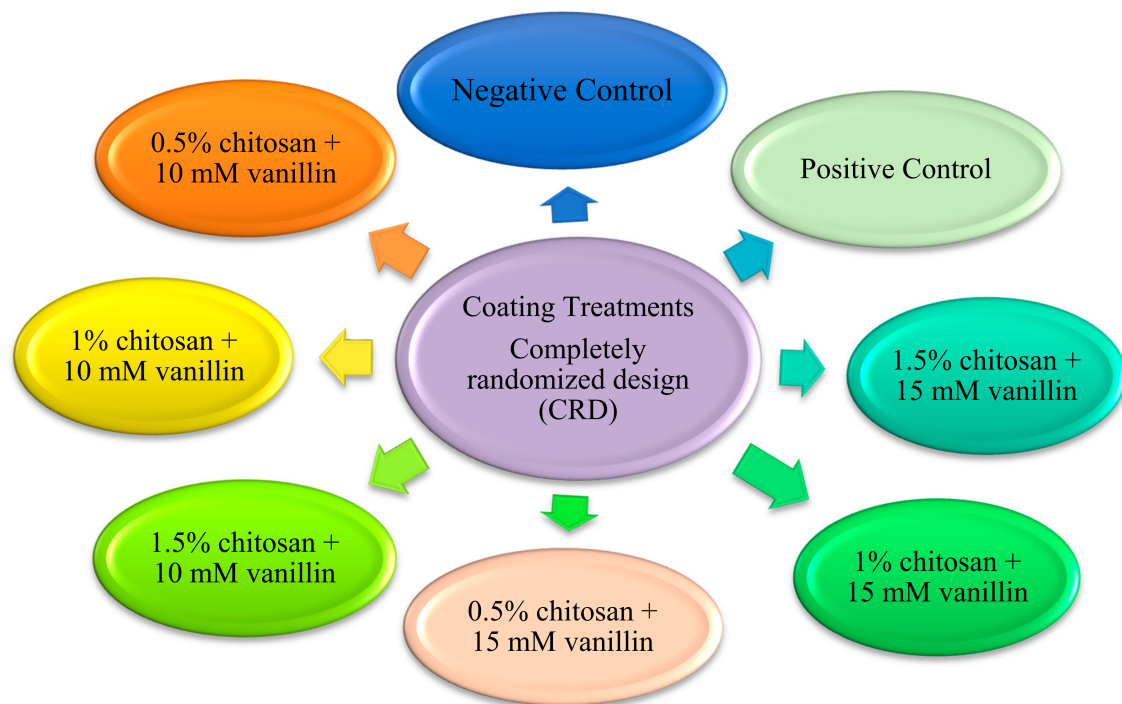 Negative Control
0.5% chitosan +
10 mM vanillin
Positive Control
Coating Treatments
Completely
randomized design
(CRD)
1% chitosan +
10 mM vanillin
1.5% chitosan +
15 mM vanillin
1.5% chitosan +
10 mM vanillin
1% chitosan +
15 mM vanillin
0.5% chitosan +
15 mM vanillin